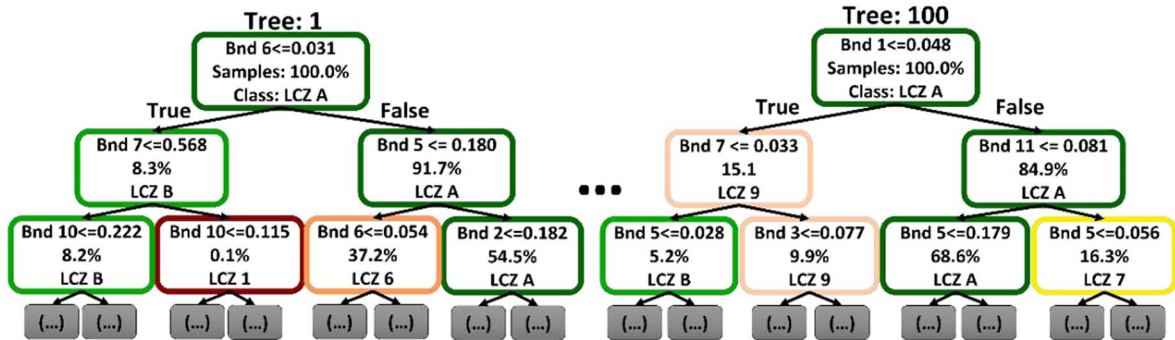 Tree: 1
Bnd 6<=0.031
Samples: 100.0%
Class: LCZ A
True
False
Bnd 7<=0.568
8.3%
LCZ B
Bnd 5 <= 0.180
91.7%
LCZ A
Bnd 10<=0.222
8.2%
LCZ B
Bnd 10<=0.115
0.1%
LCZ 1
Bnd 6<=0.054
37.2%
LCZ 6
Bnd 2<=0.182
54.5%
LCZ A
(...) (...) (...) (...) (...) (...) (...) (...)
...
Tree: 100
Bnd 1<=0.048
Samples: 100.0%
Class: LCZ A
True
False
Bnd 7 <= 0.033
15.1
LCZ 9
Bnd 11 <= 0.081
84.9%
LCZ A
Bnd 5<=0.028
5.2%
LCZ B
Bnd 3<=0.077
9.9%
LCZ 9
Bnd 5<=0.179
68.6%
LCZ A
Bnd 5<=0.056
16.3%
LCZ 7
(...) (...) (...) (...) (...) (...) (...) (...)